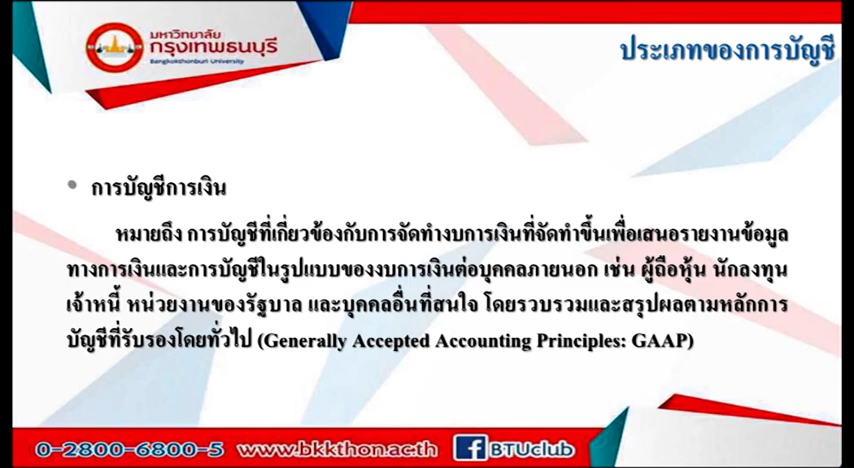 มหาวิทยาลัย
กรุงเทพธนบุรี
Bangkokthonburi University
ประเภทของการบัญชี
• การบัญชีการเงิน
หมายถึง การบัญชีที่เกี่ยวข้องกับการจัดทำงบการเงินที่จัดทำขึ้นเพื่อเสนอรายงานข้อมูล
ทางการเงินและการบัญชีในรูปแบบของงบการเงินต่อบุคคลภายนอก เช่น ผู้ถือหุ้น นักลงทุน
เจ้าหนี้ หน่วยงานของรัฐบาล และบุคคลอื่นที่สนใจ โดยรวบรวมและสรุปผลตามหลักการ
บัญชีที่รับรองโดยทั่วไป (Generally Accepted Accounting Principles: GAAP)
0-2800-6800-5 www.bkkthon.ac.th f BTUclub